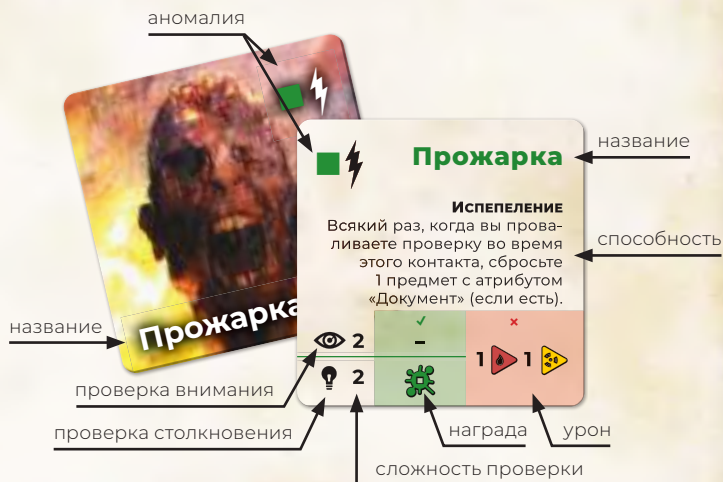 аномалия
Прожарка
название
Испепеление
Всякий раз, когда вы прова-
ливаете проверку во время
этого контакта, сбросьте
1 предмет с атрибутом
«Документ» (если есть).
способность
Прожарка
название
2
–
1 1
2
проверка внимания
проверка столкновения
награда
урон
сложность проверки